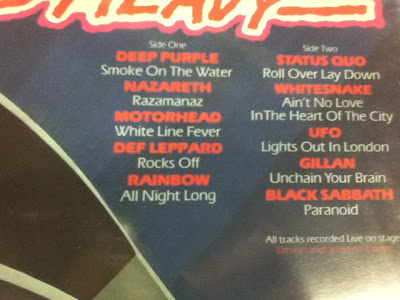 HEAVY
Side One
DEEP PURPLE
Smoke On The Water
NAZARETH
Razamanaz
MOTORHEAD
White Line Fever
DEF LEPPARD
Rocks Off
RAINBOW
All Night Long
Side Two
STATUS QUO
Roll Over Lay Down
WHITESNAKE
Ain't No Love
In The Heart Of The City
UFO
Lights Out In London
GILLAN
Unchain Your Brain
BLACK SABBATH
Paranoid
All tracks recorded Live on stage
Design and